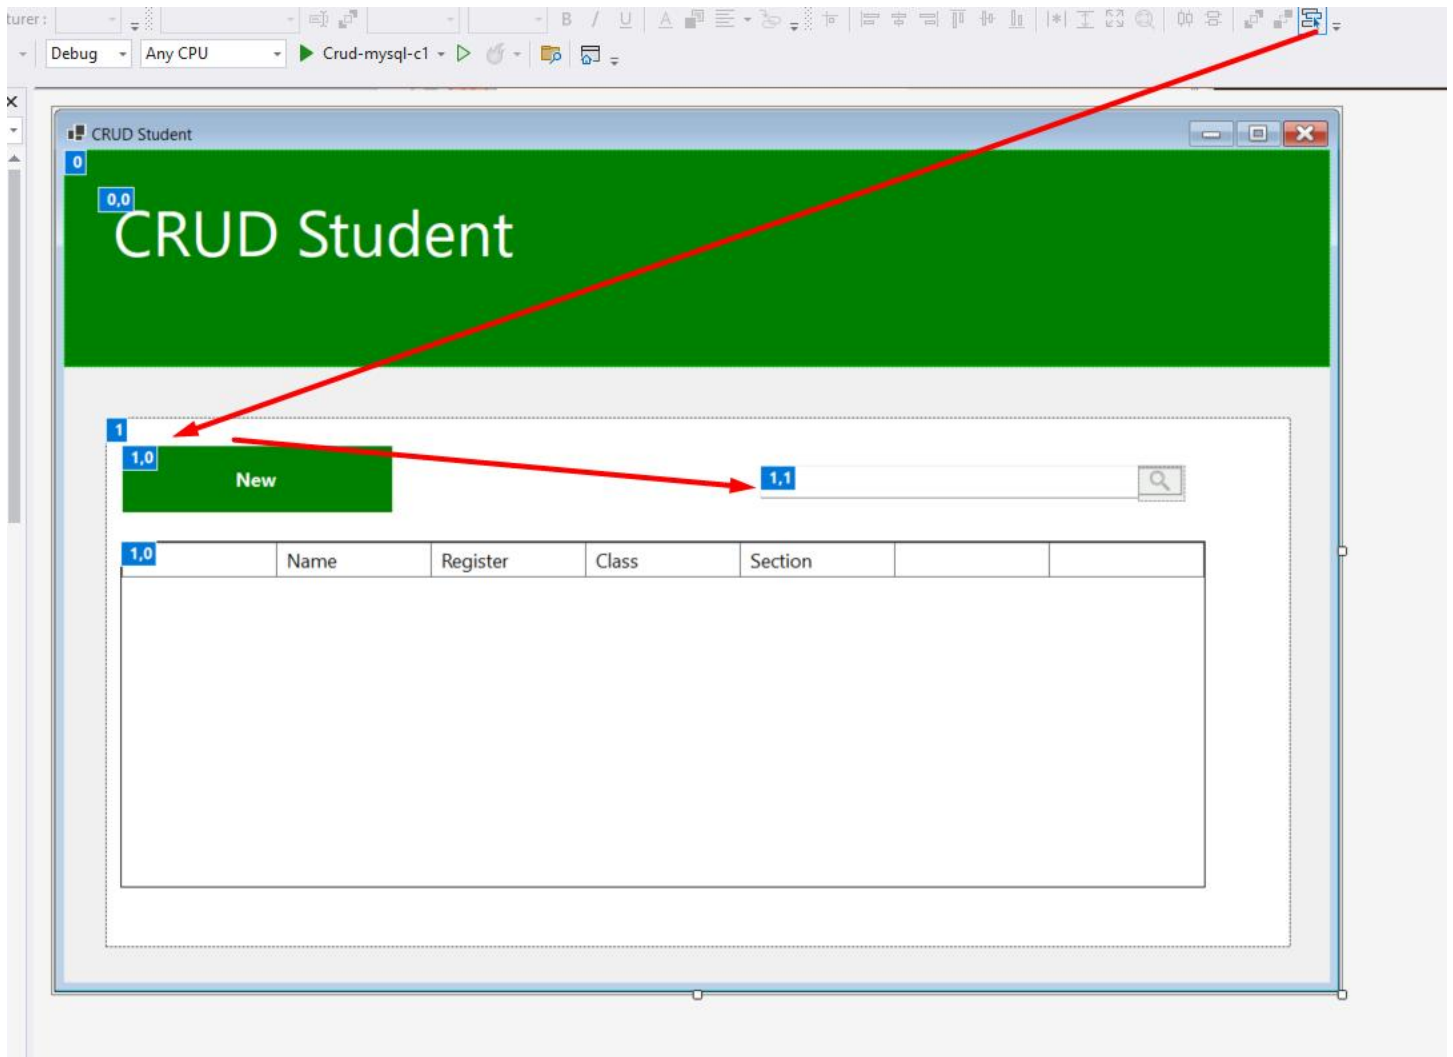 turer:
B I U A
Debug Any CPU Crud-mysql-c1
CRUD Student
0
0,0
CRUD Student
1
1,0
New
1,1
1,0 Name Register Class Section